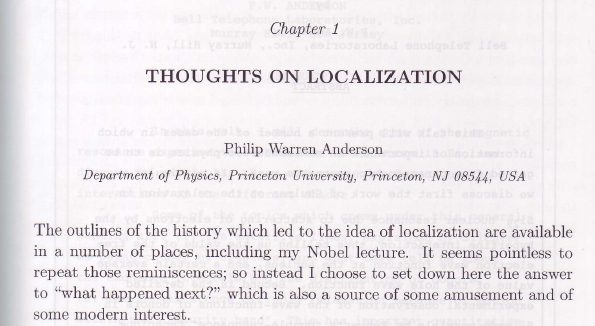 Chapter 1
THOUGHTS ON LOCALIZATION
Philip Warren Anderson
Department of Physics, Princeton University, Princeton, NJ 08544, USA
The outlines of the history which led to the idea of localization are available
in a number of places, including my Nobel lecture. It seems pointless to
repeat those reminiscences; so instead I choose to set down here the answer
to “what happened next?” which is also a source of some amusement and of
some modern interest.